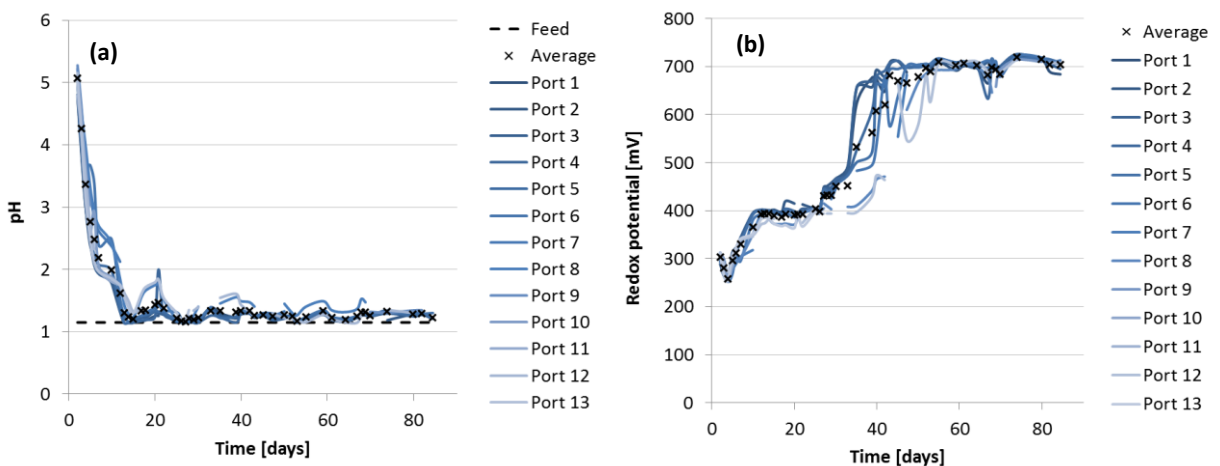 (a)
pH
6
5
4
3
2
1
0
0 20 40 60 80
Time [days]
Feed
Average
Port 1
Port 2
Port 3
Port 4
Port 5
Port 6
Port 7
Port 8
Port 9
Port 10
Port 11
Port 12
Port 13
(b)
Redox potential [mV]
800
700
600
500
400
300
200
100
0
0 20 40 60 80
Time [days]
Average
Port 1
Port 2
Port 3
Port 4
Port 5
Port 6
Port 7
Port 8
Port 9
Port 10
Port 11
Port 12
Port 13